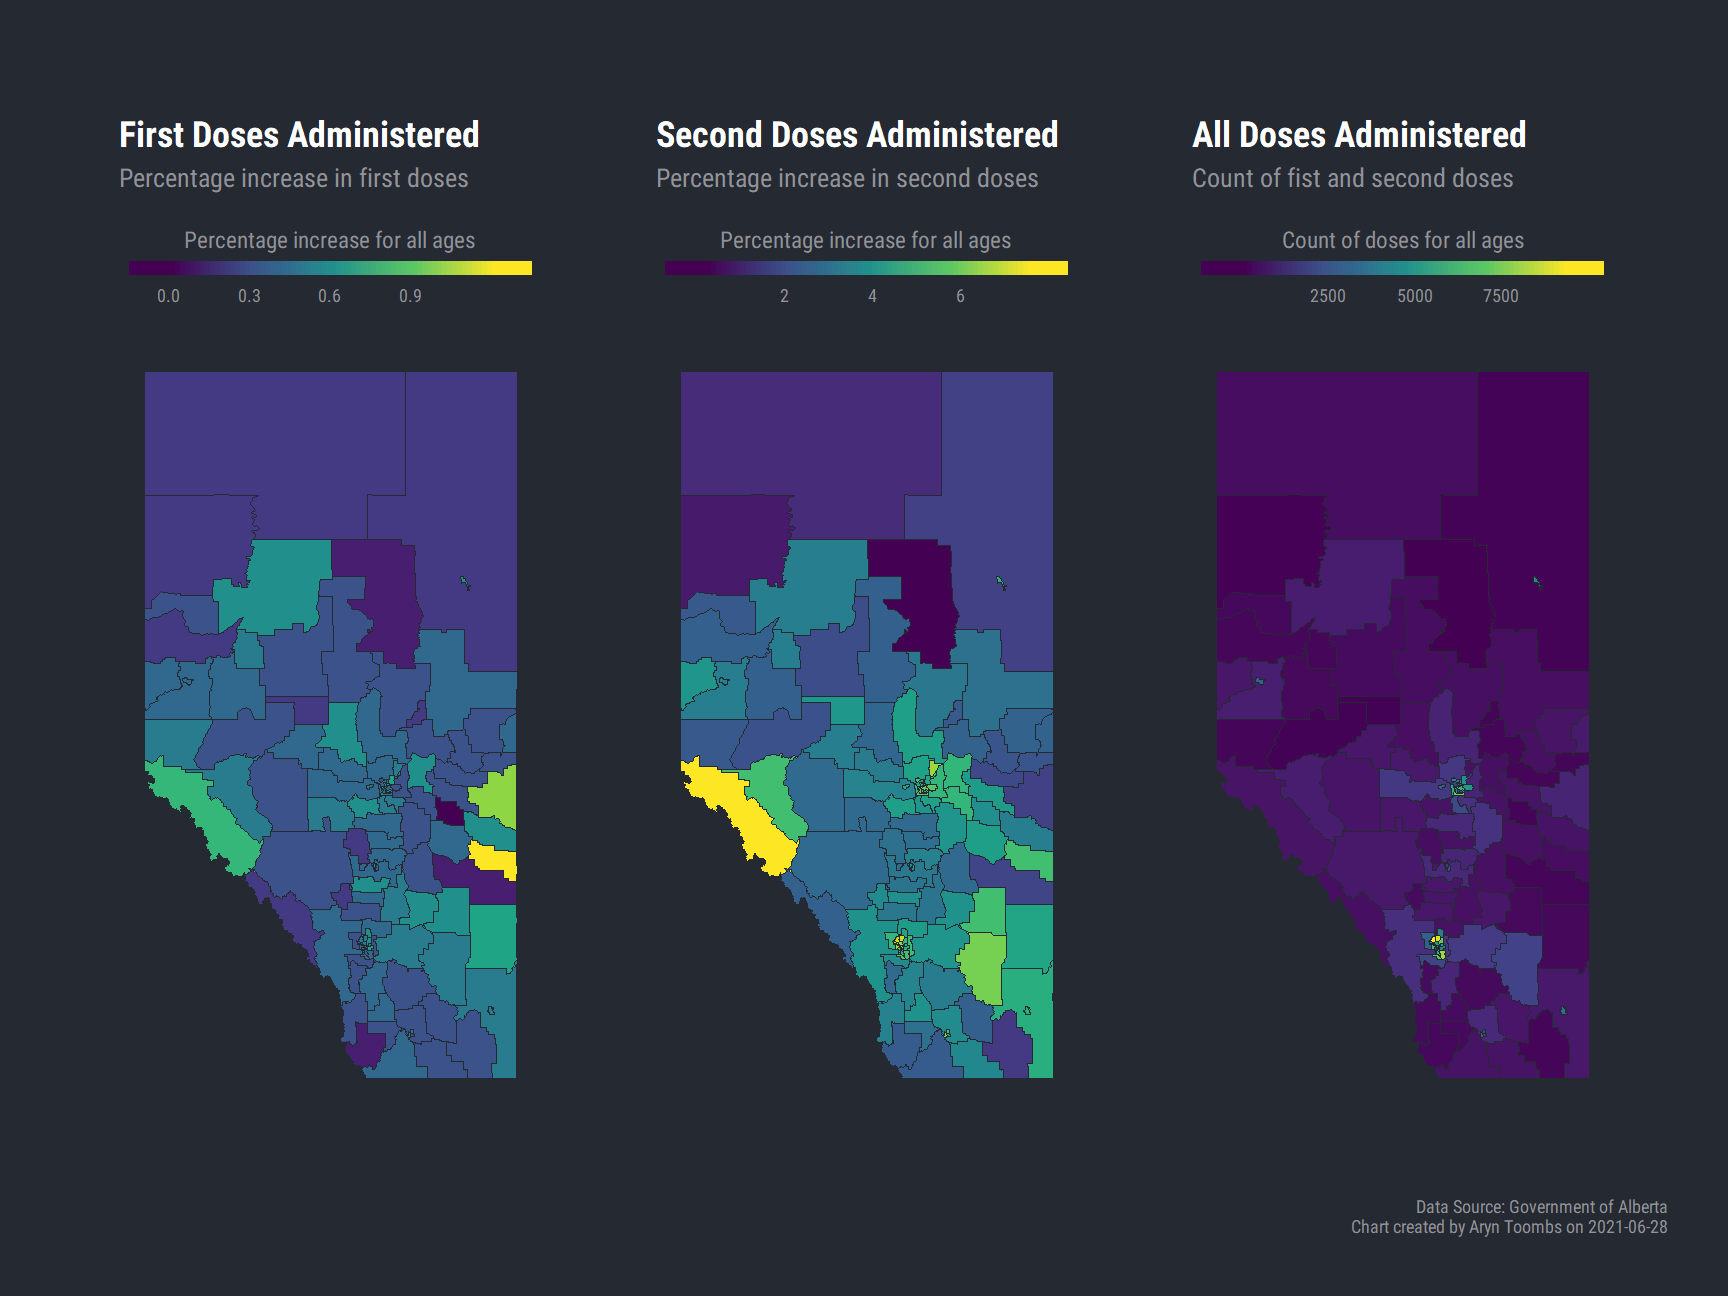 First Doses Administered
Percentage increase in first doses
Percentage increase for all ages
0.0 0.3 0.6 0.9
Second Doses Administered
Percentage increase in second doses
Percentage increase for all ages
2 4 6
All Doses Administered
Count of fist and second doses
Count of doses for all ages
2500 5000 7500
Data Source: Government of Alberta
Chart created by Aryn Toombs on 2021-06-28